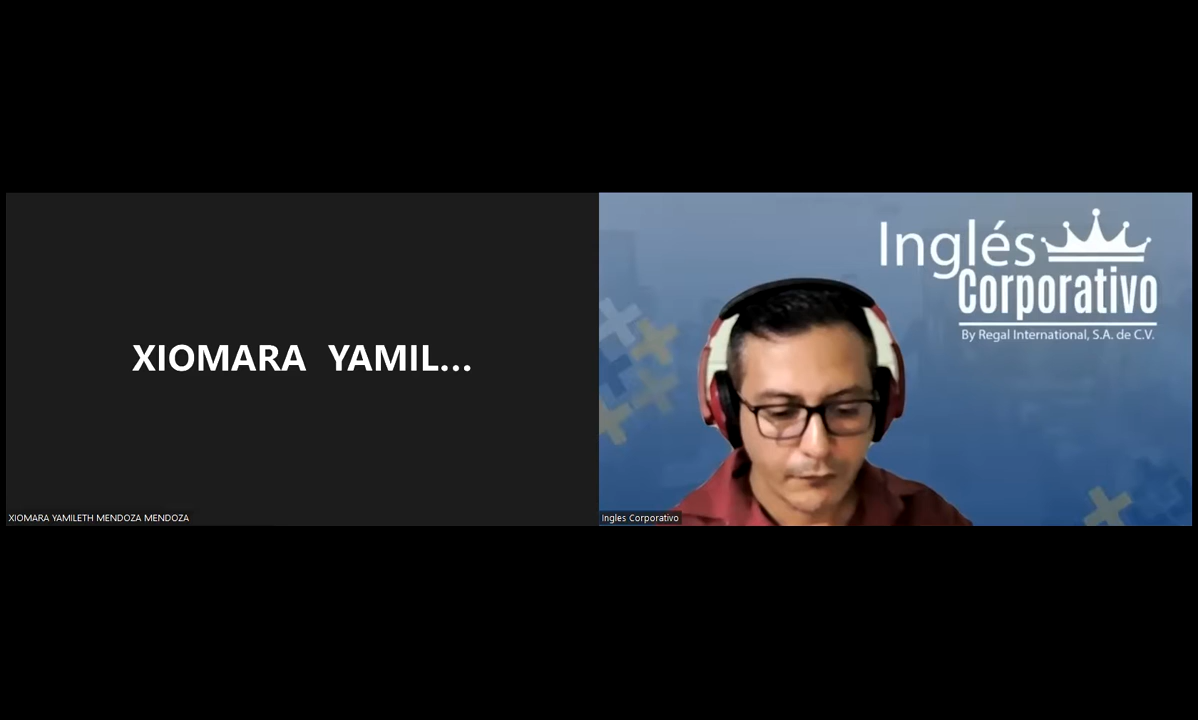 XIOMARA YAMIL...
XIOMARA YAMILETH MENDOZA MENDOZA
Inglés
Corporativo
By Regal International, S.A. de C.V.
Ingles Corporativo